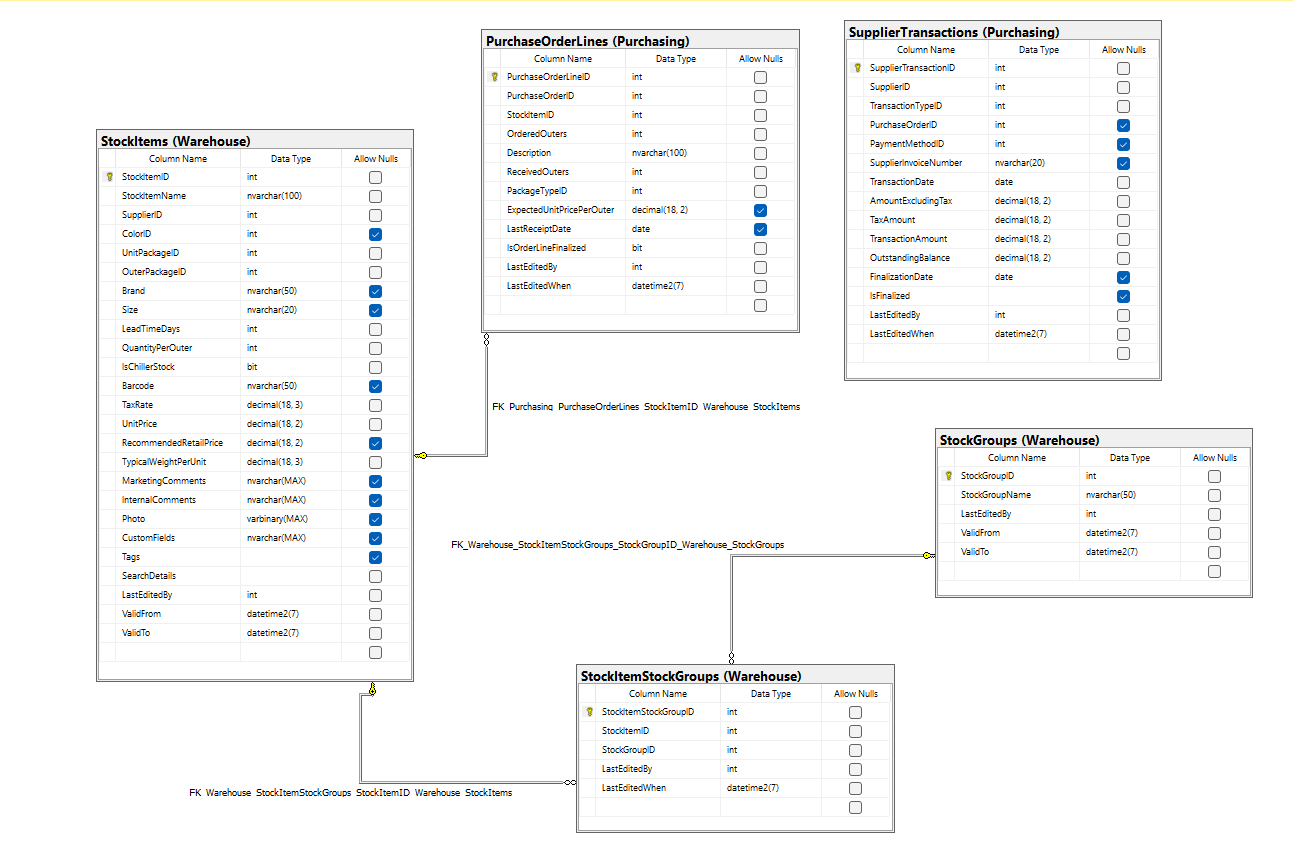 PurchaseOrderLines (Purchasing)
Column Name Data Type Allow Nulls
PurchaseOrderLineID int
PurchaseOrderID int
StockItemID int
OrderedOuters int
Description nvarchar(100)
ReceivedOuters int
PackageTypeID int
ExpectedUnitPricePerOuter decimal(18, 2)
LastReceiptDate date
IsOrderLineFinalized bit
LastEditedBy int
LastEditedWhen datetime2(7)
SupplierTransactions (Purchasing)
Column Name Data Type Allow Nulls
SupplierTransactionID int
SupplierID int
TransactionTypeID int
PurchaseOrderID int
PaymentMethodID int
SupplierInvoiceNumber nvarchar(20)
TransactionDate date
AmountExcludingTax decimal(18, 2)
TaxAmount decimal(18, 2)
TransactionAmount decimal(18, 2)
OutstandingBalance decimal(18, 2)
FinalizationDate date
IsFinalized
LastEditedBy int
LastEditedWhen datetime2(7)
StockItems (Warehouse)
Column Name Data Type Allow Nulls
StockItemID int
StockItemName nvarchar(100)
SupplierID int
ColorID int
UnitPackageID int
OuterPackageID int
Brand nvarchar(50)
Size nvarchar(20)
LeadTimeDays int
QuantityPerOuter int
IsChillerStock bit
Barcode nvarchar(50)
TaxRate decimal(18, 3)
UnitPrice decimal(18, 2)
RecommendedRetailPrice decimal(18, 2)
TypicalWeightPerUnit decimal(18, 3)
MarketingComments nvarchar(MAX)
InternalComments nvarchar(MAX)
Photo varbinary(MAX)
CustomFields nvarchar(MAX)
Tags
SearchDetails
LastEditedBy int
ValidFrom datetime2(7)
ValidTo datetime2(7)
FK_Purchasing_PurchaseOrderLines_StockItemID_Warehouse_StockItems
StockGroups (Warehouse)
Column Name Data Type Allow Nulls
StockGroupID int
StockGroupName nvarchar(50)
LastEditedBy int
ValidFrom datetime2(7)
ValidTo datetime2(7)
FK_Warehouse_StockItemStockGroups_StockGroupID_Warehouse_StockGroups
StockItemStockGroups (Warehouse)
Column Name Data Type Allow Nulls
StockItemStockGroupID int
StockItemID int
StockGroupID int
LastEditedBy int
LastEditedWhen datetime2(7)
FK_Warehouse_StockItemStockGroups_StockItemID_Warehouse_StockItems